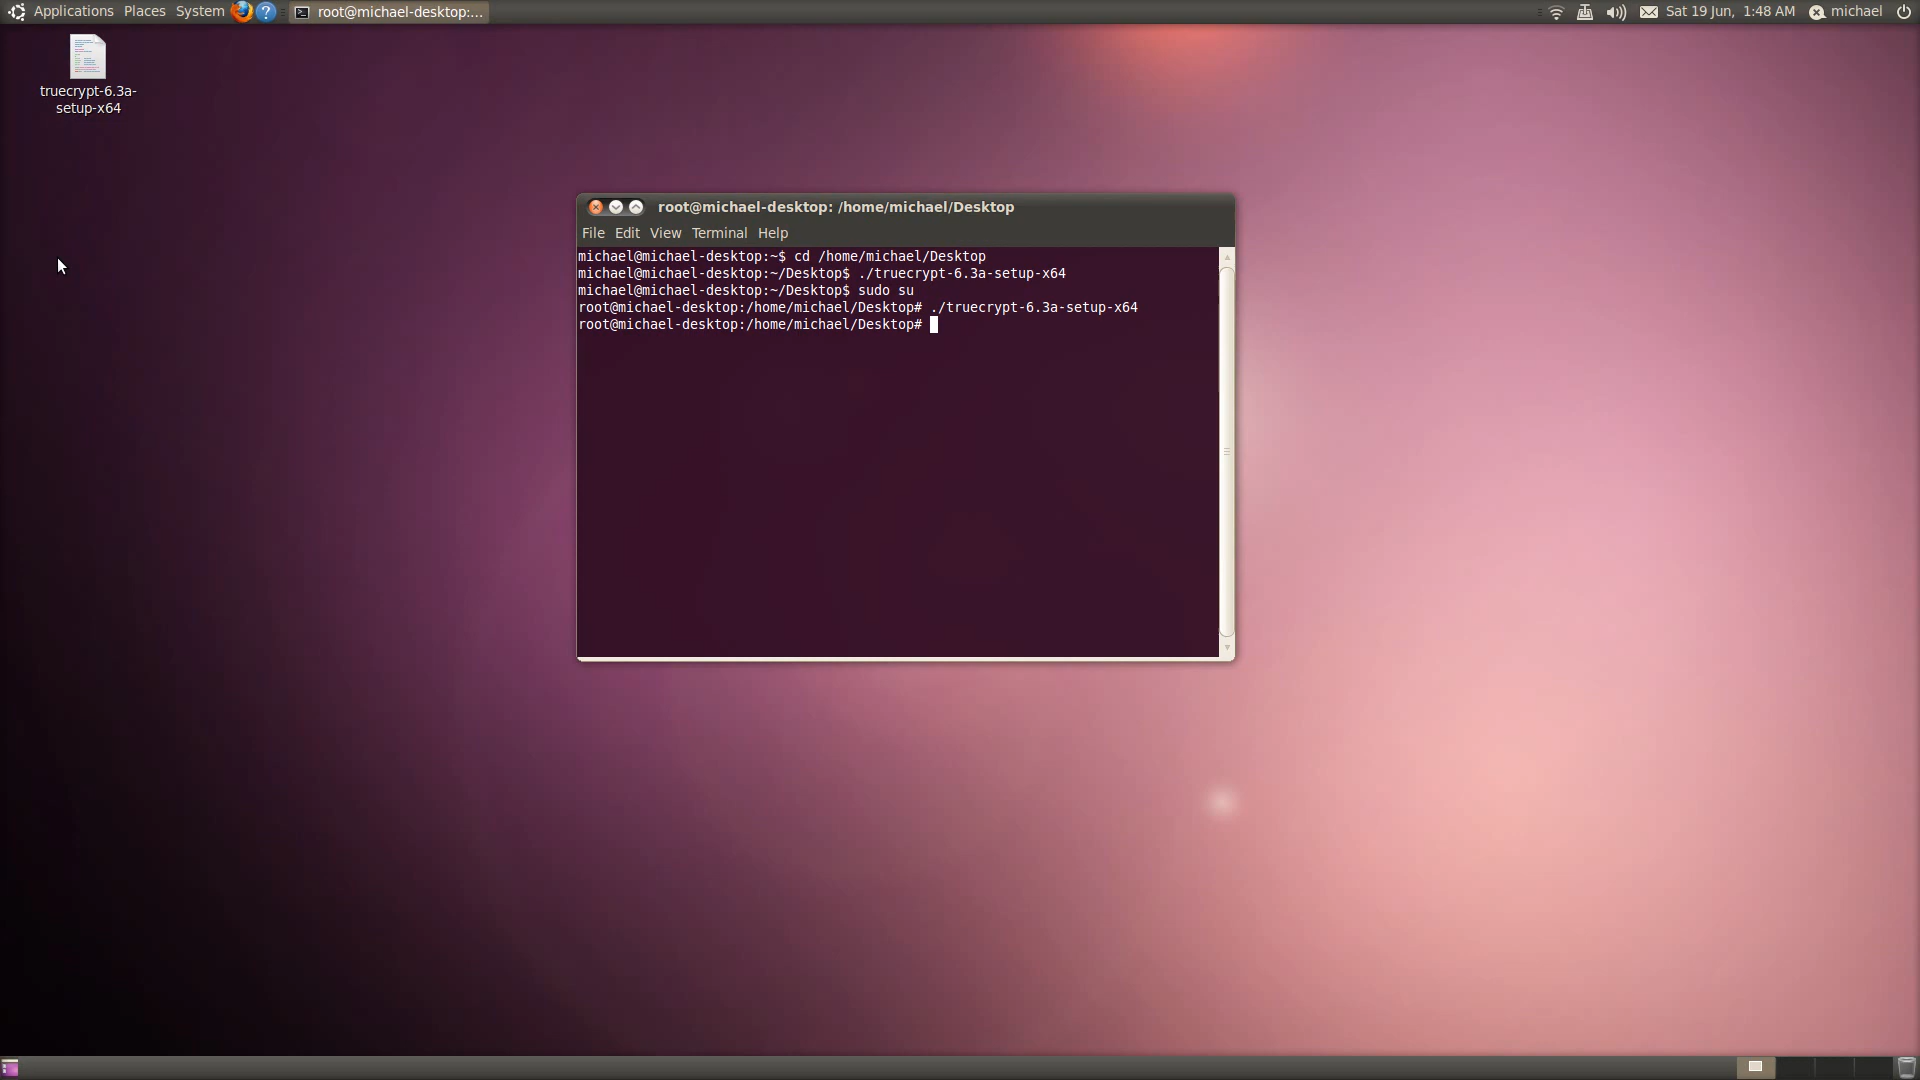 Applications Places System root@michael-desktop:... Sat 19 Jun, 1:48 AM michael
truecrypt-6.3a-
setup-x64
root@michael-desktop: /home/michael/Desktop
File Edit View Terminal Help
michael@michael-desktop:~$ cd /home/michael/Desktop
michael@michael-desktop:~/Desktop$ ./truecrypt-6.3a-setup-x64
michael@michael-desktop:~/Desktop$ sudo su
root@michael-desktop:/home/michael/Desktop# ./truecrypt-6.3a-setup-x64
root@michael-desktop:/home/michael/Desktop#